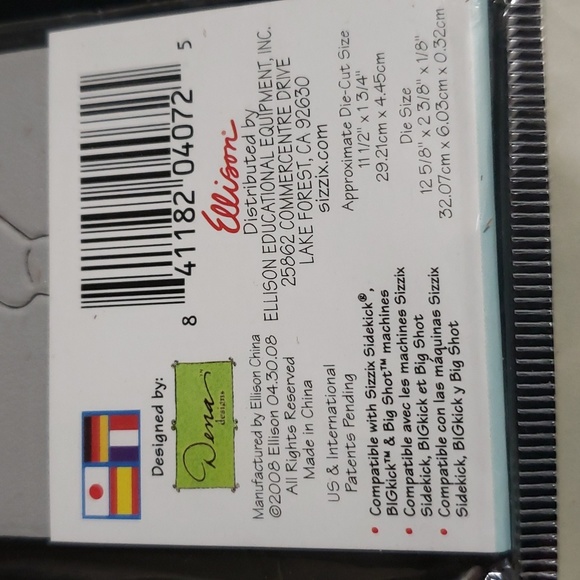 Designed by:
Dena
designs
8 41182 04072 5
Manufactured by Ellison China
©2008 Ellison 04.30.08
All Rights Reserved
Made in China
US & International
Patents Pending
Ellison®
Distributed by
ELLISON EDUCATIONAL EQUIPMENT, INC.
25862 COMMERCENTRE DRIVE
LAKE FOREST, CA 92630
sizzix.com
• Compatible with Sizzix Sidekick®,
BIGkick™ & Big Shot™ machines
• Compatible avec les machines Sizzix
Sidekick, BIGkick et Big Shot
• Compatible con las máquinas Sizzix
Sidekick, BIGkick y Big Shot
Approximate Die-Cut Size
11 1/2" x 1 3/4"
29.21cm x 4.45cm
Die Size
12 5/8" x 2 3/8" x 1/8"
32.07cm x 6.03cm x 0.32cm